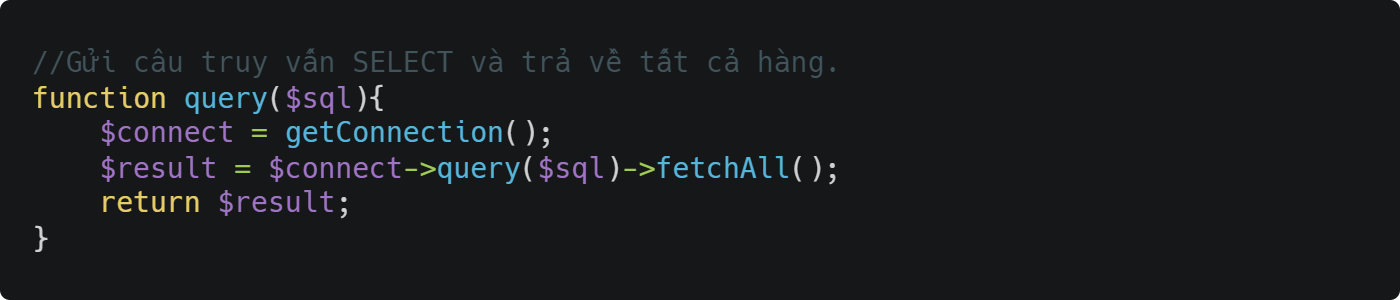 //Gửi câu truy vấn SELECT và trả về tất cả hàng.
function query($sql){
    $connect = getConnection();
    $result = $connect->query($sql)->fetchAll();
    return $result;
}